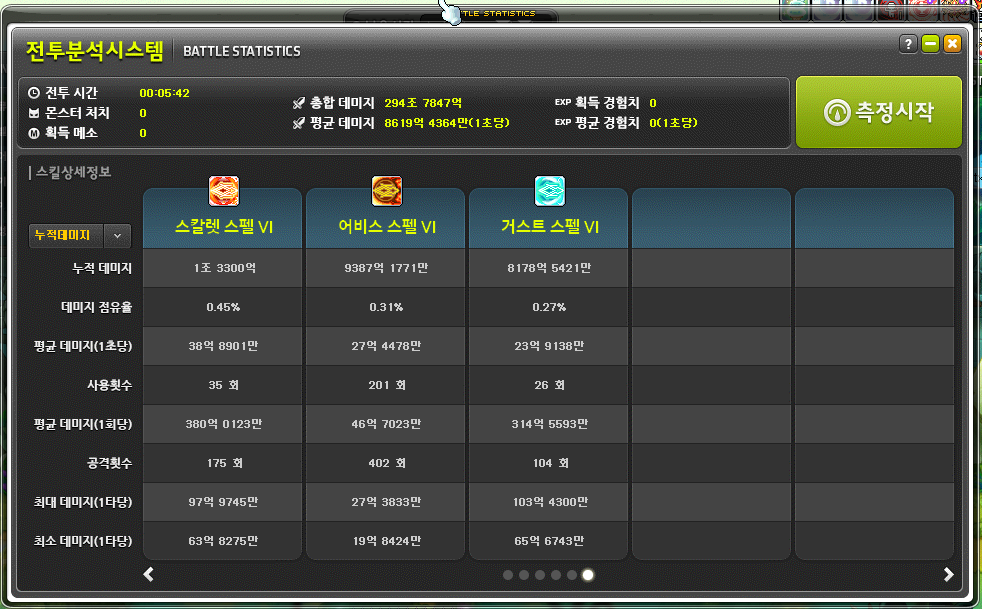 TLE STATISTICS
전투분석시스템 BATTLE STATISTICS ?
전투 시간 00:05:42
몬스터 처치 0
획득 메소 0
총합 데미지 294조 7847억
평균 데미지 8619억 4364만(1초당)
EXP 획득 경험치 0
EXP 평균 경험치 0(1초당)
측정시작
스킬상세정보
스칼렛 스펠 VI 어비스 스펠 VI 거스트 스펠 VI
누적데미지
누적 데미지 1조 3300억 9387억 1771만 8178억 5421만
데미지 점유율 0.45% 0.31% 0.27%
평균 데미지(1초당) 38억 8901만 27억 4478만 23억 9138만
사용횟수 35 회 201 회 26 회
평균 데미지(1회당) 380억 0123만 46억 7023만 314억 5593만
공격횟수 175 회 402 회 104 회
최대 데미지(1타당) 97억 9745만 27억 3833만 103억 4300만
최소 데미지(1타당) 63억 8275만 19억 8424만 65억 6743만